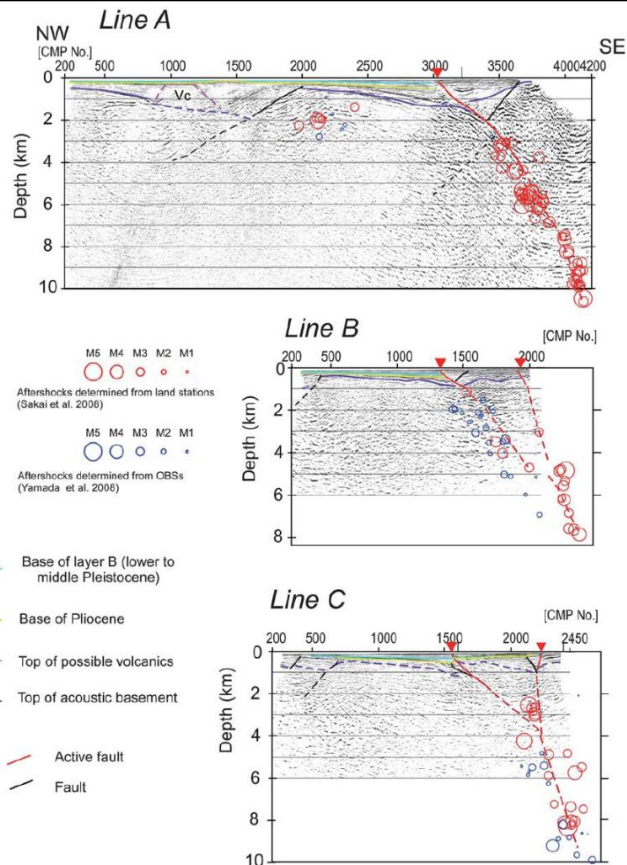 Line A
NW
SE
[CMP No.]
200 500 1000 1500 2000 2500 3000 3500 4000 4200
Vc
0
2
4
6
8
10
Depth (km)
Line B
[CMP No.]
200 500 1000 1500 2000
0
2
4
6
8
Depth (km)
M5 M4 M3 M2 M1
Aftershocks determined from land stations
(Sakai et al. 2008)
M5 M4 M3 M2 M1
Aftershocks determined from OBSs
(Yamada et al. 2008)
Base of layer B (lower to
middle Pleistocene)
Base of Pliocene
Top of possible volcanics
Top of acoustic basement
Active fault
Fault
Line C
[CMP No.]
200 500 1000 1500 2000 2450
0
2
4
6
8
10
Depth (km)